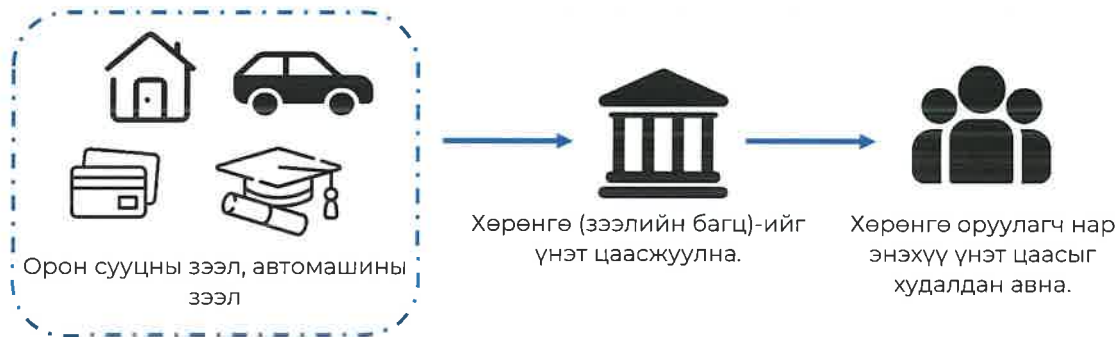 Орон сууцны зээл, автомашины
зээл
Хөрөнгө (зээлийн багц)-ийг
үнэт цаасжуулна.
Хөрөнгө оруулагч нар
энэхүү үнэт цаасыг
худалдан авна.